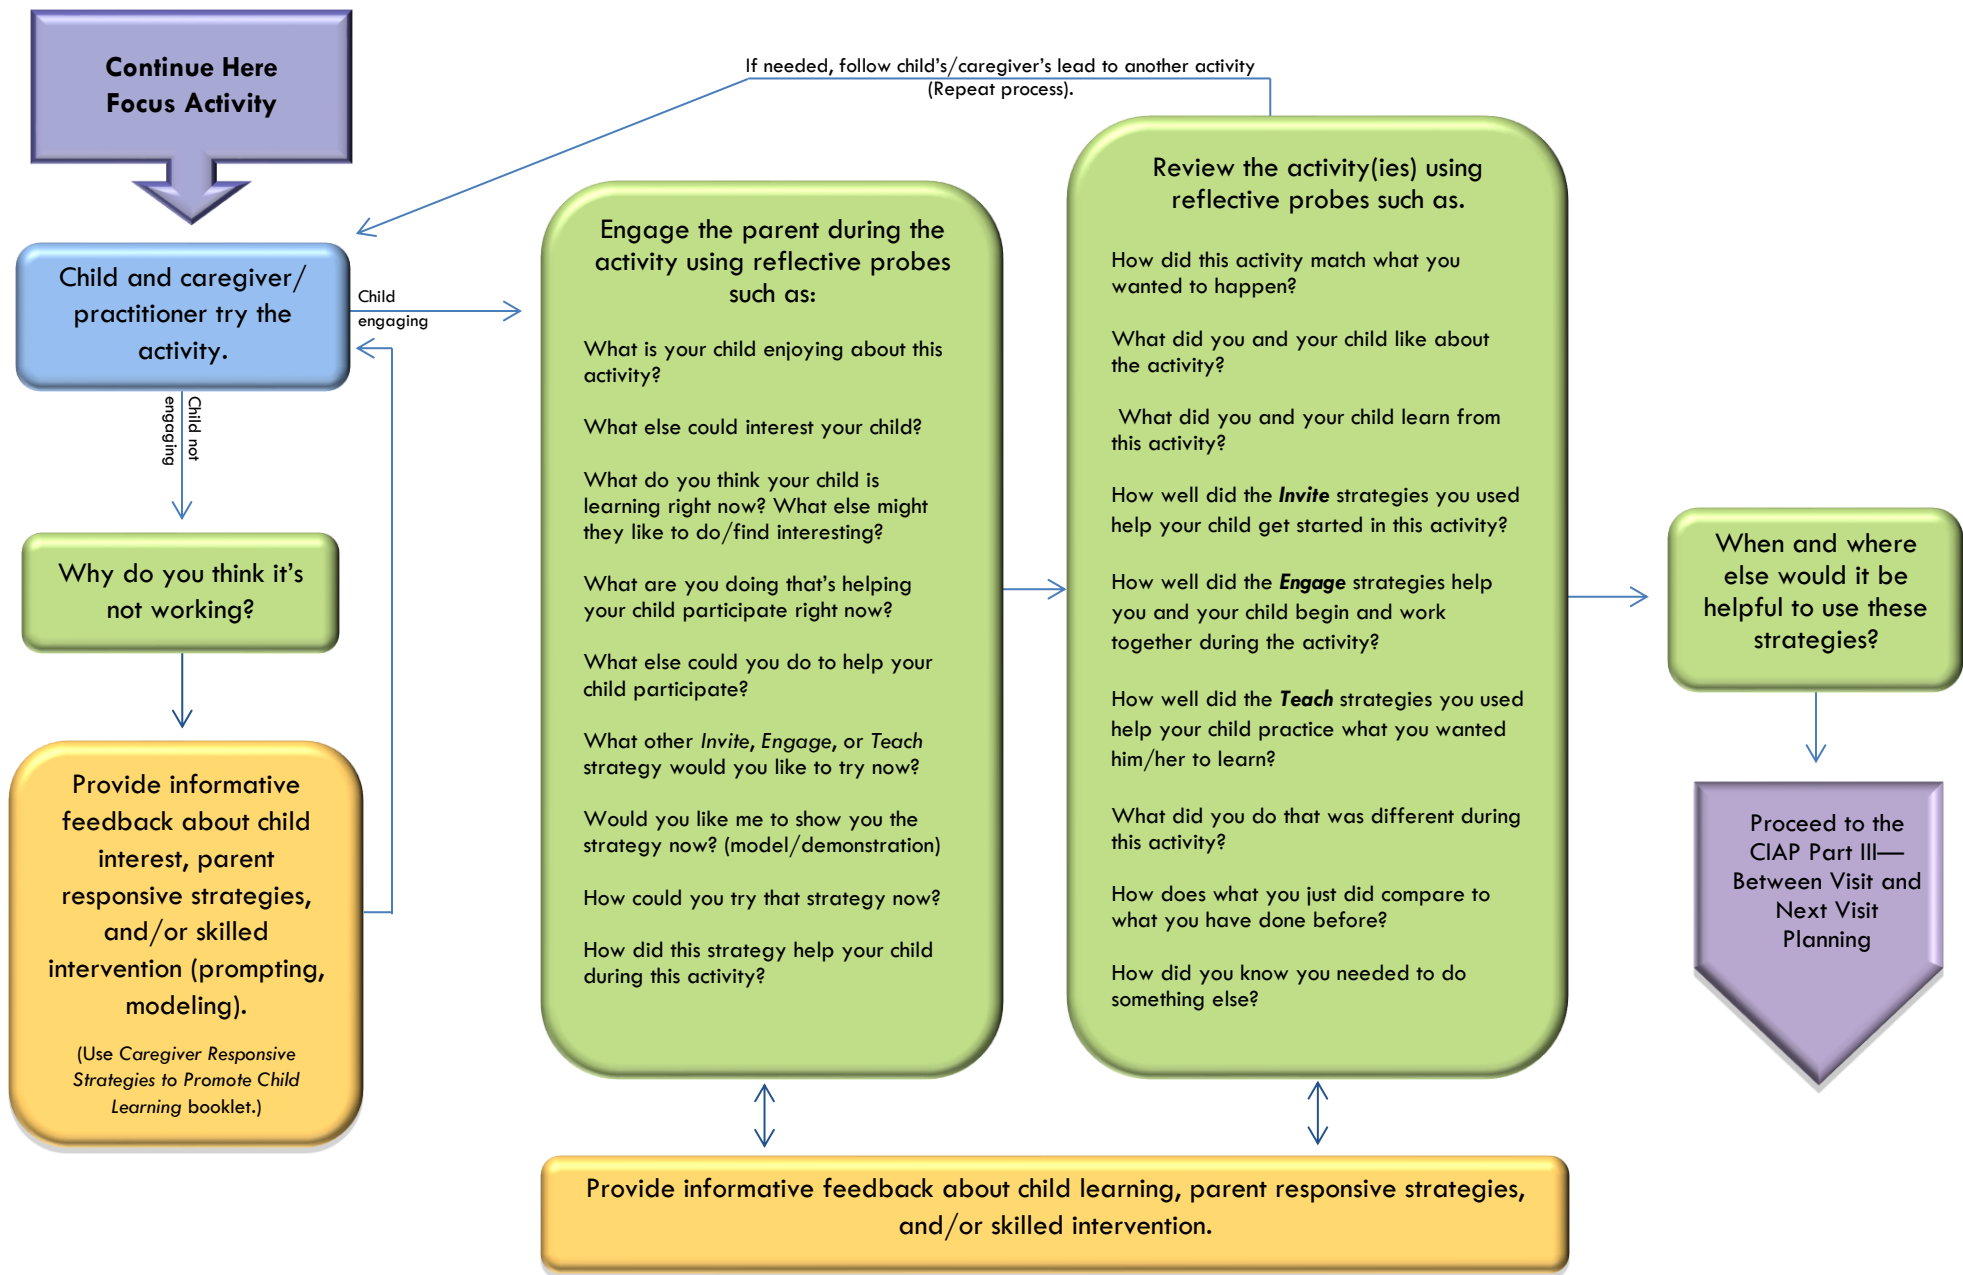 Continue Here
Focus Activity
If needed, follow child's/caregiver's lead to another activity
(Repeat process).
Child and caregiver/
practitioner try the
activity.
Child
engaging
Child not
engaging
Why do you think it's
not working?
Provide informative
feedback about child
interest, parent
responsive strategies,
and/or skilled
intervention (prompting,
modeling).
(Use Caregiver Responsive
Strategies to Promote Child
Learning booklet.)
Engage the parent during the
activity using reflective probes
such as:
What is your child enjoying about this
activity?
What else could interest your child?
What do you think your child is
learning right now? What else might
they like to do/find interesting?
What are you doing that's helping
your child participate right now?
What else could you do to help your
child participate?
What other Invite, Engage, or Teach
strategy would you like to try now?
Would you like me to show you the
strategy now? (model/demonstration)
How could you try that strategy now?
How did this strategy help your child
during this activity?
Review the activity(ies) using
reflective probes such as.
How did this activity match what you
wanted to happen?
What did you and your child like about
the activity?
What did you and your child learn from
this activity?
How well did the Invite strategies you used
help your child get started in this activity?
How well did the Engage strategies help
you and your child begin and work
together during the activity?
How well did the Teach strategies you used
help your child practice what you wanted
him/her to learn?
What did you do that was different during
this activity?
How does what you just did compare to
what you have done before?
How did you know you needed to do
something else?
When and where
else would it be
helpful to use these
strategies?
Proceed to the
CIAP Part III—
Between Visit and
Next Visit
Planning
Provide informative feedback about child learning, parent responsive strategies,
and/or skilled intervention.